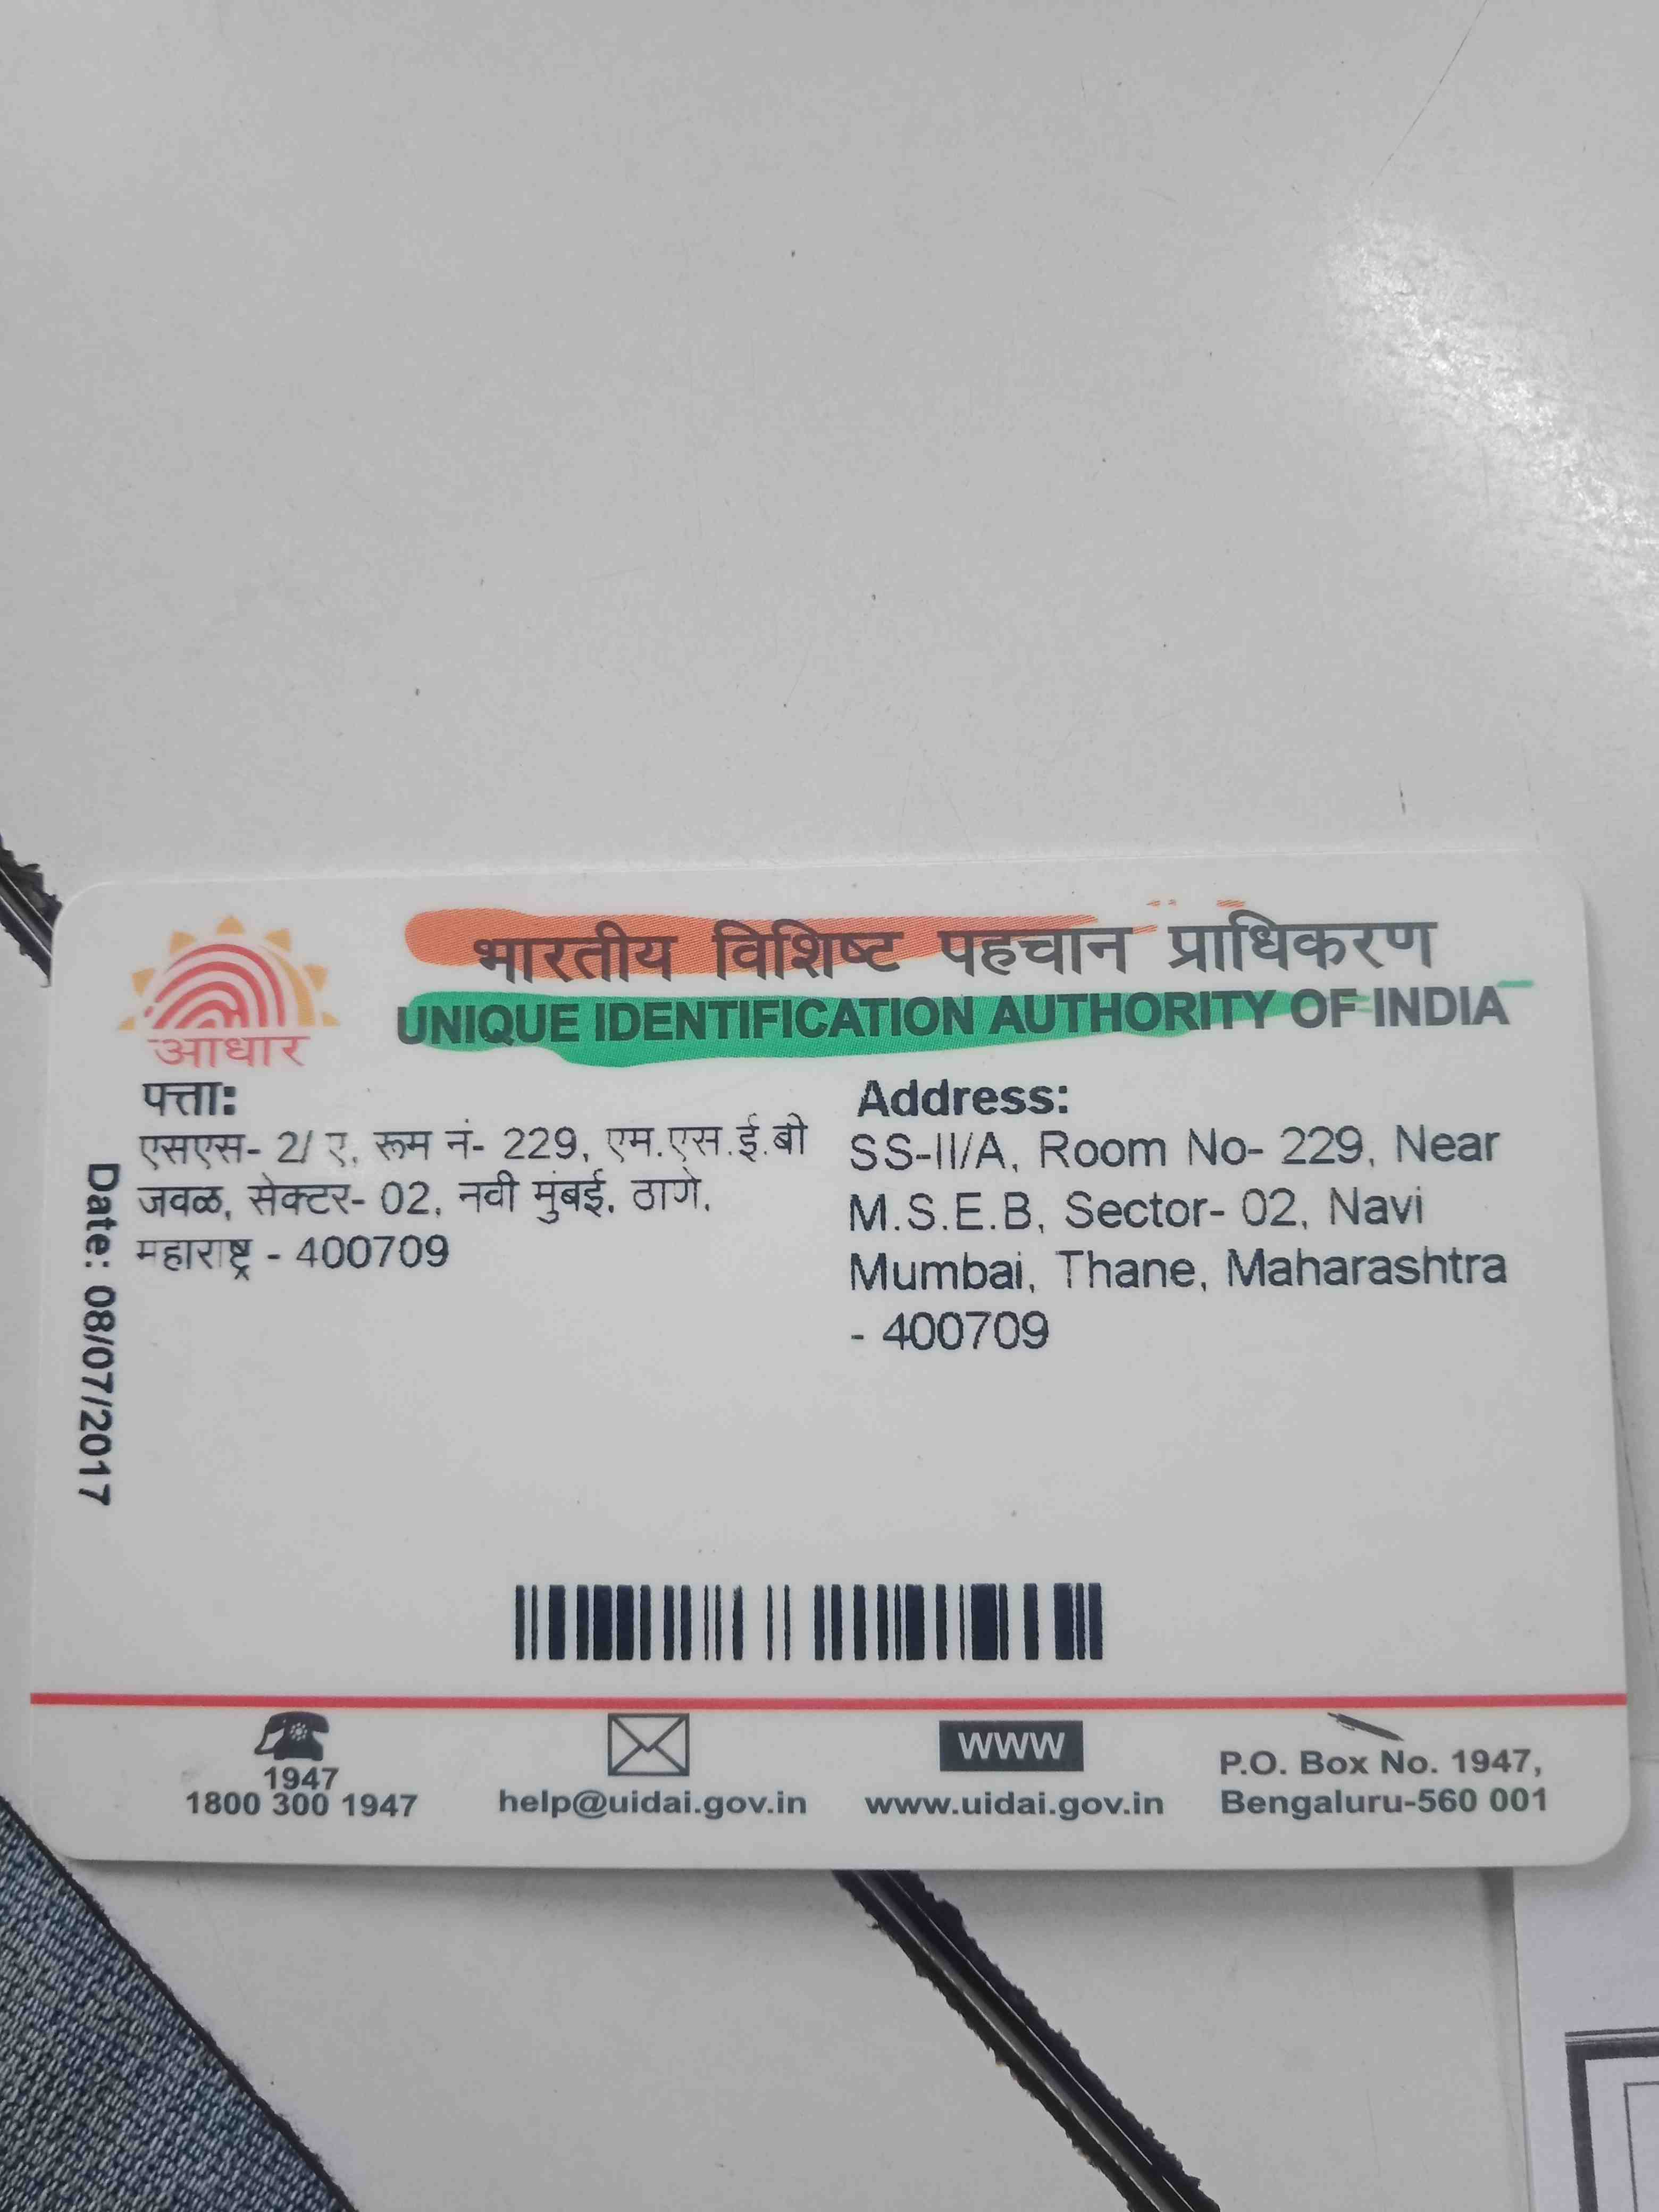 भारतीय विशिष्ट पहचान प्राधिकरण
UNIQUE IDENTIFICATION AUTHORITY OF INDIA
आधार
पत्ता:
एसएस- 2/ ए, रूम नं- 229, एम.एस.ई.बी
जवळ, सेक्टर- 02, नवी मुंबई, ठाणे,
महाराष्ट्र - 400709
Address:
SS-II/A, Room No- 229, Near
M.S.E.B, Sector- 02, Navi
Mumbai, Thane, Maharashtra
- 400709
Date: 08/07/2017
1947
1800 300 1947
help@uidai.gov.in
WWW
www.uidai.gov.in
P.O. Box No. 1947,
Bengaluru-560 001